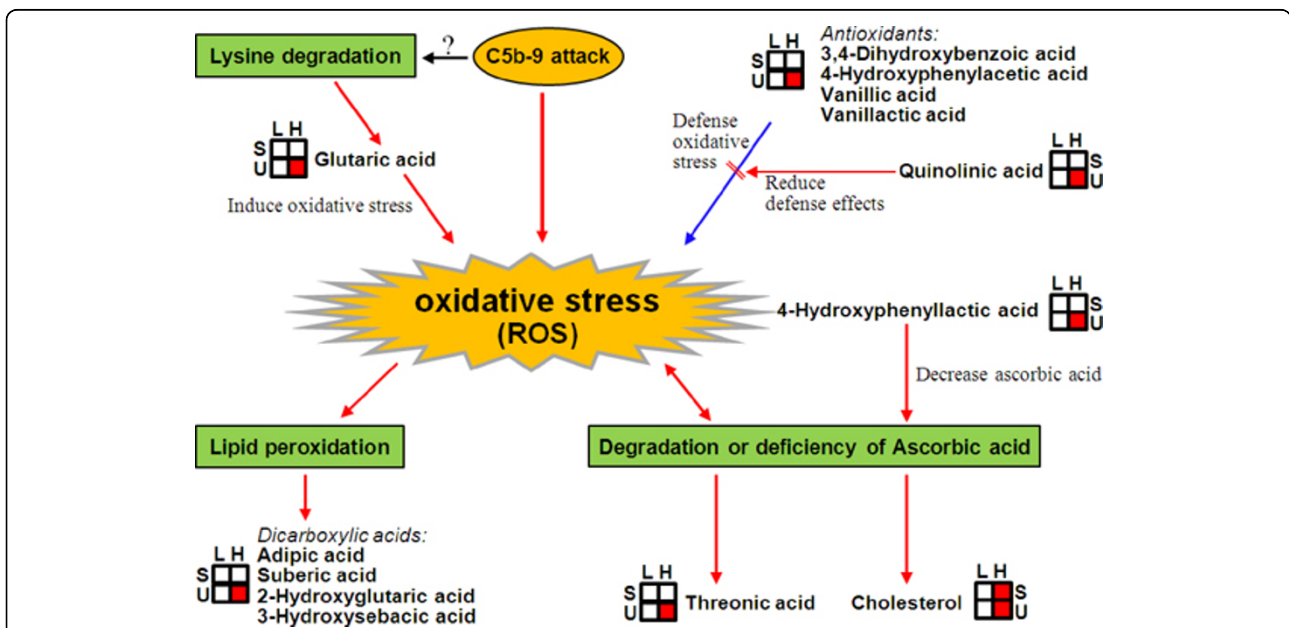 Lysine degradation
?
C5b-9 attack
L H
S
U
Antioxidants:
3,4-Dihydroxybenzoic acid
4-Hydroxyphenylacetic acid
Vanillic acid
Vanillactic acid
L H
S
U
Glutaric acid
Defense
oxidative
stress
Quinolinic acid
L H
S
U
Reduce
defense effects
Induce oxidative stress
oxidative stress
(ROS)
4-Hydroxyphenyllactic acid
L H
S
U
Decrease ascorbic acid
Lipid peroxidation
Degradation or deficiency of Ascorbic acid
L H
S
U
Dicarboxylic acids:
Adipic acid
Suberic acid
2-Hydroxyglutaric acid
3-Hydroxysebacic acid
L H
S
U
Threonic acid
Cholesterol
L H
S
U